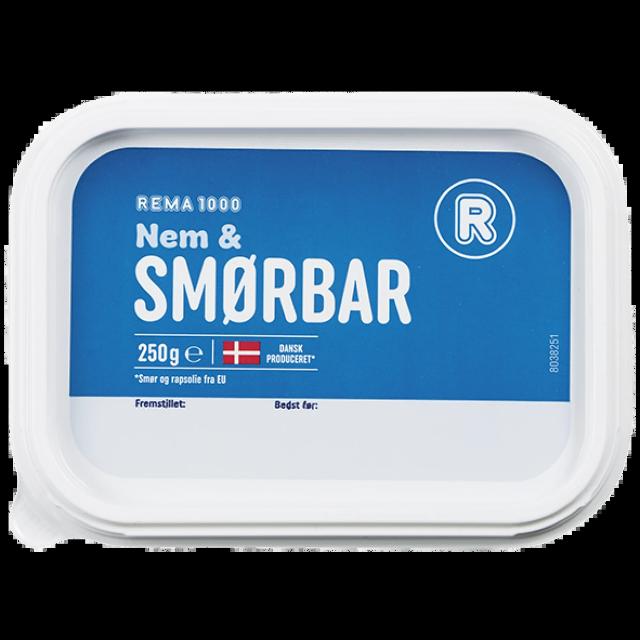 REMA 1000
R
Nem &
SMØRBAR
250g ℮
DANSK
PRODUCERET*
*Smør og rapsolie fra EU
Fremstillet: Bedst før:
8038251